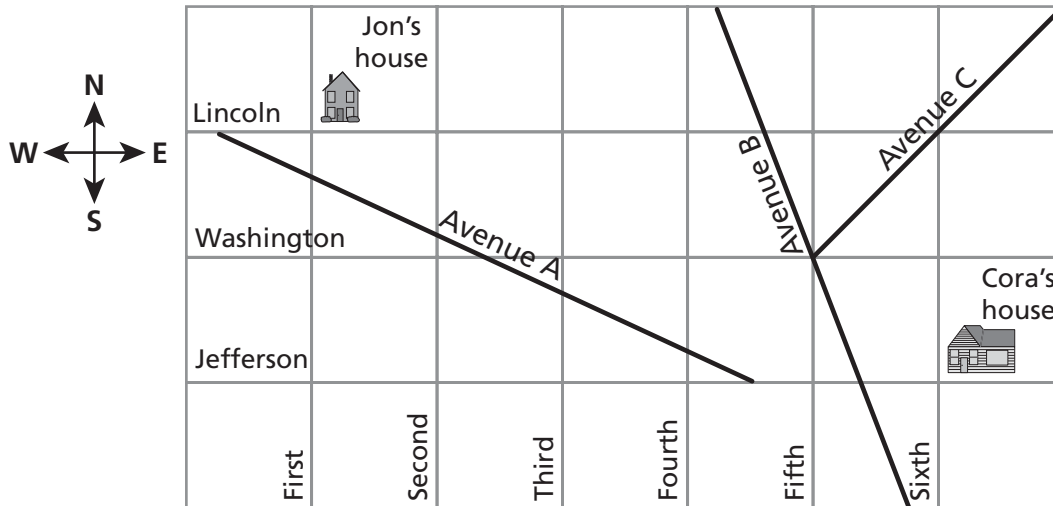 Jon's
house
N
W E
S
Lincoln
Avenue B
Avenue C
Washington
Avenue A
Cora's
house
Jefferson
First
Second
Third
Fourth
Fifth
Sixth